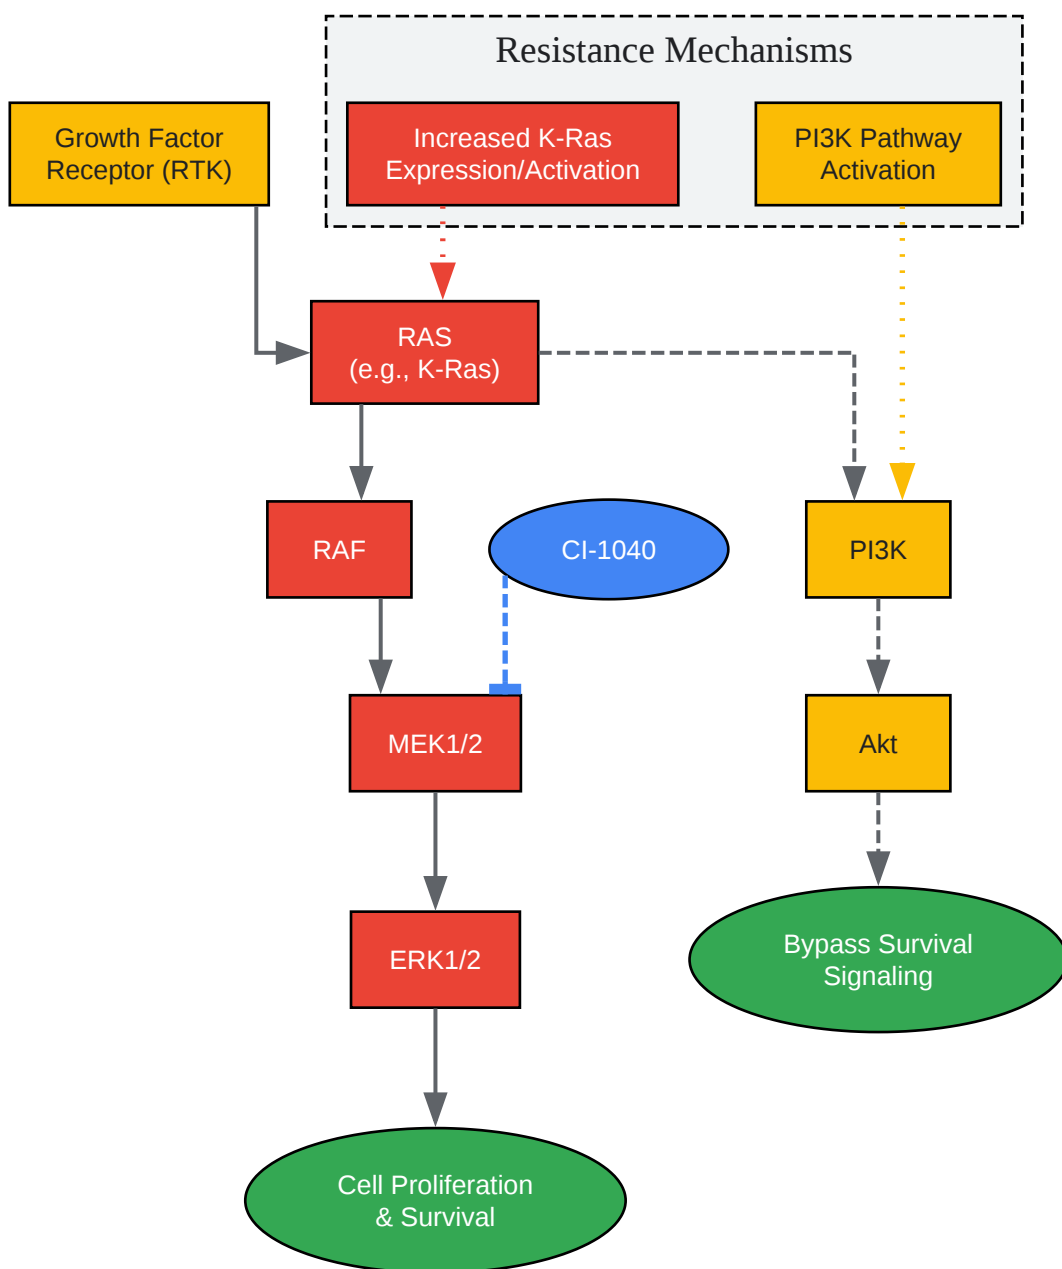 Resistance Mechanisms
Growth Factor
Receptor (RTK)
Increased K-Ras
Expression/Activation
PI3K Pathway
Activation
RAS
(e.g., K-Ras)
RAF
CI-1040
PI3K
MEK1/2
Akt
ERK1/2
Bypass Survival
Signaling
Cell Proliferation
& Survival